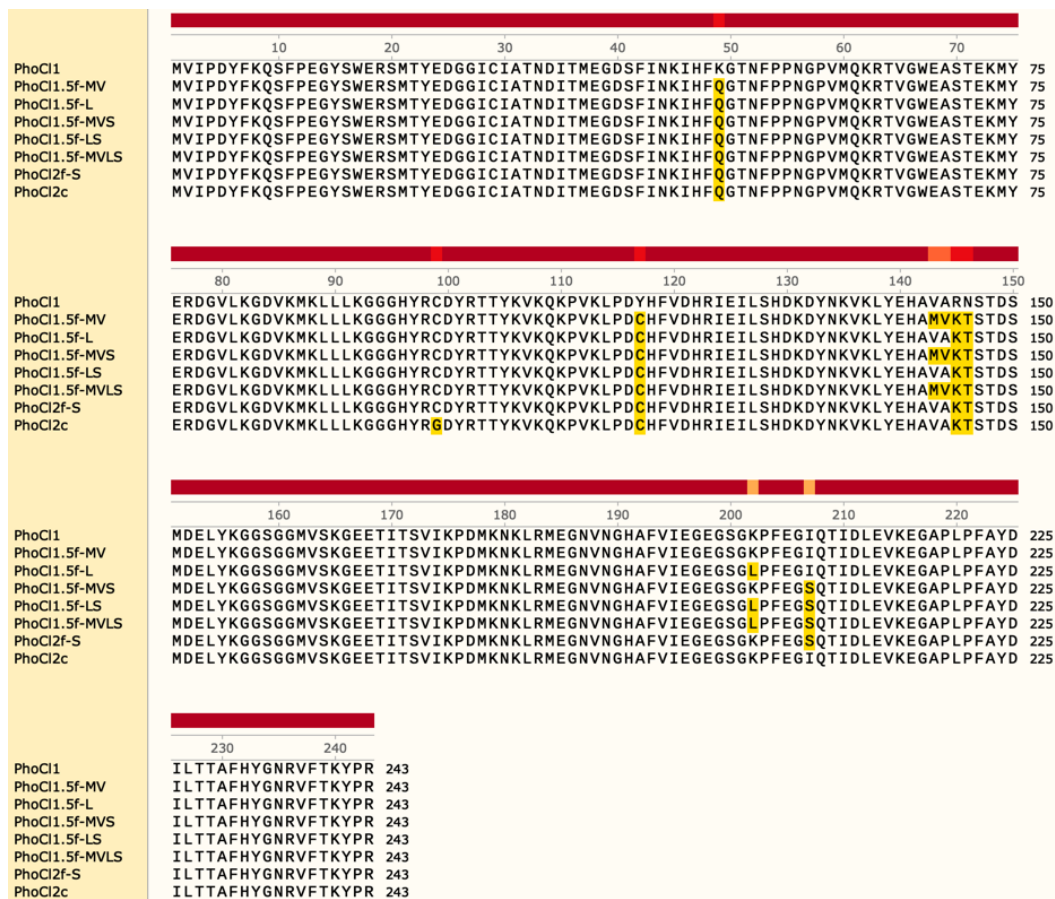 10 20 30 40 50 60 70
PhoCl1 MVIPDYFKQSFPEGYSWERSMTYEDGGICIATNDITMEGDSFINKIHFKGTNFPPNGPVMQKRTVGWEASTEKMY 75
PhoCl1.5f-MV MVIPDYFKQSFPEGYSWERSMTYEDGGICIATNDITMEGDSFINKIHFQGTNFPPNGPVMQKRTVGWEASTEKMY 75
PhoCl1.5f-L MVIPDYFKQSFPEGYSWERSMTYEDGGICIATNDITMEGDSFINKIHFQGTNFPPNGPVMQKRTVGWEASTEKMY 75
PhoCl1.5f-MVS MVIPDYFKQSFPEGYSWERSMTYEDGGICIATNDITMEGDSFINKIHFQGTNFPPNGPVMQKRTVGWEASTEKMY 75
PhoCl1.5f-LS MVIPDYFKQSFPEGYSWERSMTYEDGGICIATNDITMEGDSFINKIHFQGTNFPPNGPVMQKRTVGWEASTEKMY 75
PhoCl1.5f-MVLS MVIPDYFKQSFPEGYSWERSMTYEDGGICIATNDITMEGDSFINKIHFQGTNFPPNGPVMQKRTVGWEASTEKMY 75
PhoCl2f-S MVIPDYFKQSFPEGYSWERSMTYEDGGICIATNDITMEGDSFINKIHFQGTNFPPNGPVMQKRTVGWEASTEKMY 75
PhoCl2c MVIPDYFKQSFPEGYSWERSMTYEDGGICIATNDITMEGDSFINKIHFQGTNFPPNGPVMQKRTVGWEASTEKMY 75
80 90 100 110 120 130 140 150
PhoCl1 ERDGVLKGDVKMKLLLKGGGHYRCDYRTTYKVKQKPVKLPDYHFVDHRIEILSHDKDYNKVKLYEHAVARNSTDS 150
PhoCl1.5f-MV ERDGVLKGDVKMKLLLKGGGHYRCDYRTTYKVKQKPVKLPDCHFVDHRIEILSHDKDYNKVKLYEHAMVKTSTDS 150
PhoCl1.5f-L ERDGVLKGDVKMKLLLKGGGHYRCDYRTTYKVKQKPVKLPDCHFVDHRIEILSHDKDYNKVKLYEHAVAKTSTDS 150
PhoCl1.5f-MVS ERDGVLKGDVKMKLLLKGGGHYRCDYRTTYKVKQKPVKLPDCHFVDHRIEILSHDKDYNKVKLYEHAMVKTSTDS 150
PhoCl1.5f-LS ERDGVLKGDVKMKLLLKGGGHYRCDYRTTYKVKQKPVKLPDCHFVDHRIEILSHDKDYNKVKLYEHAVAKTSTDS 150
PhoCl1.5f-MVLS ERDGVLKGDVKMKLLLKGGGHYRCDYRTTYKVKQKPVKLPDCHFVDHRIEILSHDKDYNKVKLYEHAMVKTSTDS 150
PhoCl2f-S ERDGVLKGDVKMKLLLKGGGHYRCDYRTTYKVKQKPVKLPDCHFVDHRIEILSHDKDYNKVKLYEHAVAKTSTDS 150
PhoCl2c ERDGVLKGDVKMKLLLKGGGHYRGDYRTTYKVKQKPVKLPDCHFVDHRIEILSHDKDYNKVKLYEHAVAKTSTDS 150
160 170 180 190 200 210 220
PhoCl1 MDELYKGGSGGMVSKGEETITSVIKPDMKNKLRMEGNVNGHAFVIEGEGSGKPFEGIQTIDLEVKEGAPLPFAYD 225
PhoCl1.5f-MV MDELYKGGSGGMVSKGEETITSVIKPDMKNKLRMEGNVNGHAFVIEGEGSGKPFEGIQTIDLEVKEGAPLPFAYD 225
PhoCl1.5f-L MDELYKGGSGGMVSKGEETITSVIKPDMKNKLRMEGNVNGHAFVIEGEGSGLPFEGIQTIDLEVKEGAPLPFAYD 225
PhoCl1.5f-MVS MDELYKGGSGGMVSKGEETITSVIKPDMKNKLRMEGNVNGHAFVIEGEGSGKPFEGSQTIDLEVKEGAPLPFAYD 225
PhoCl1.5f-LS MDELYKGGSGGMVSKGEETITSVIKPDMKNKLRMEGNVNGHAFVIEGEGSGLPFEGSQTIDLEVKEGAPLPFAYD 225
PhoCl1.5f-MVLS MDELYKGGSGGMVSKGEETITSVIKPDMKNKLRMEGNVNGHAFVIEGEGSGLPFEGSQTIDLEVKEGAPLPFAYD 225
PhoCl2f-S MDELYKGGSGGMVSKGEETITSVIKPDMKNKLRMEGNVNGHAFVIEGEGSGKPFEGSQTIDLEVKEGAPLPFAYD 225
PhoCl2c MDELYKGGSGGMVSKGEETITSVIKPDMKNKLRMEGNVNGHAFVIEGEGSGKPFEGIQTIDLEVKEGAPLPFAYD 225
230 240
PhoCl1 ILTTAFHYGNRVFTKYPR 243
PhoCl1.5f-MV ILTTAFHYGNRVFTKYPR 243
PhoCl1.5f-L ILTTAFHYGNRVFTKYPR 243
PhoCl1.5f-MVS ILTTAFHYGNRVFTKYPR 243
PhoCl1.5f-LS ILTTAFHYGNRVFTKYPR 243
PhoCl1.5f-MVLS ILTTAFHYGNRVFTKYPR 243
PhoCl2f-S ILTTAFHYGNRVFTKYPR 243
PhoCl2c ILTTAFHYGNRVFTKYPR 243